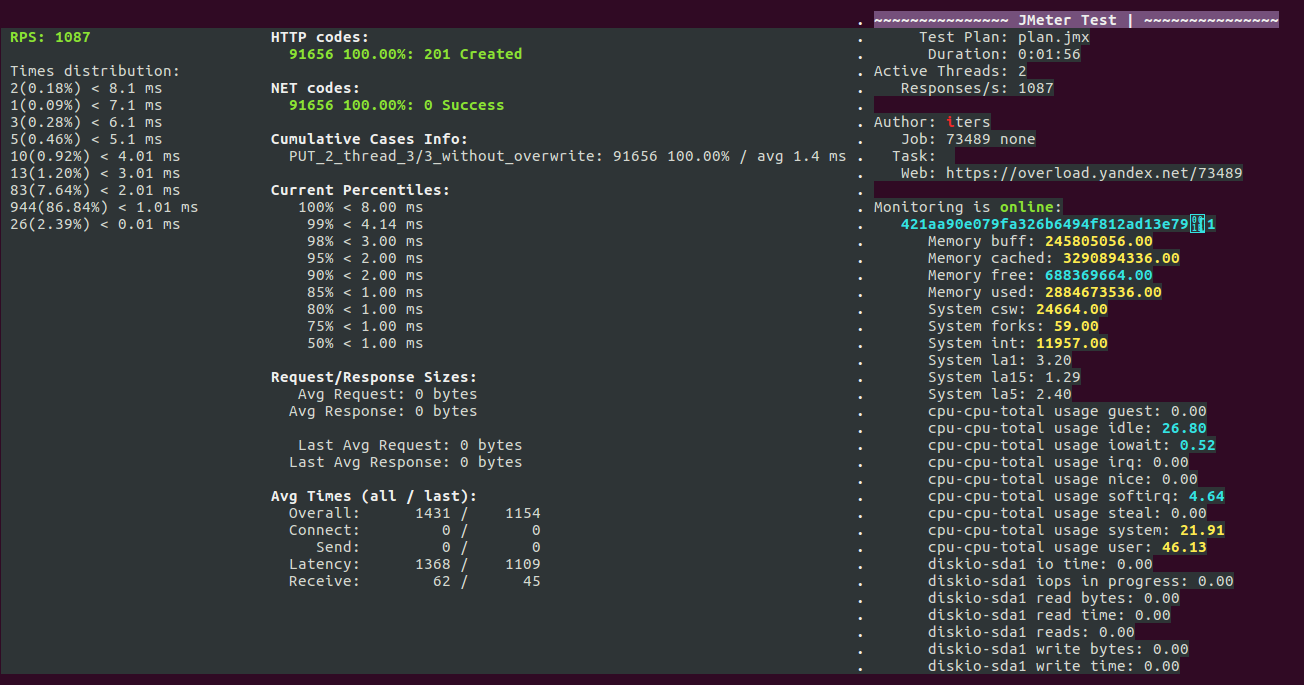 RPS: 1087
Times distribution:
2(0.18%) < 8.1 ms
1(0.09%) < 7.1 ms
3(0.28%) < 6.1 ms
5(0.46%) < 5.1 ms
10(0.92%) < 4.01 ms
13(1.20%) < 3.01 ms
83(7.64%) < 2.01 ms
944(86.84%) < 1.01 ms
26(2.39%) < 0.01 ms
HTTP codes:
91656 100.00%: 201 Created
NET codes:
91656 100.00%: 0 Success
Cumulative Cases Info:
PUT_2_thread_3/3_without_overwrite: 91656 100.00% / avg 1.4 ms
Current Percentiles:
100% < 8.00 ms
99% < 4.14 ms
98% < 3.00 ms
95% < 2.00 ms
90% < 2.00 ms
85% < 1.00 ms
80% < 1.00 ms
75% < 1.00 ms
50% < 1.00 ms
Request/Response Sizes:
Avg Request: 0 bytes
Avg Response: 0 bytes
Last Avg Request: 0 bytes
Last Avg Response: 0 bytes
Avg Times (all / last):
Overall: 1431 / 1154
Connect: 0 / 0
Send: 0 / 0
Latency: 1368 / 1109
Receive: 62 / 45
~~~~~~~~~~~~~~~ JMeter Test | ~~~~~~~~~~~~~~~
Test Plan: plan.jmx
Duration: 0:01:56
Active Threads: 2
Responses/s: 1087
Author: iters
Job: 73489 none
Task:
Web: https://overload.yandex.net/73489
Monitoring is online:
Memory buff: 245805056.00
Memory cached: 3290894336.00
Memory free: 688369664.00
Memory used: 2884673536.00
System csw: 24664.00
System forks: 59.00
System int: 11957.00
System la1: 3.20
System la15: 1.29
System la5: 2.40
cpu-cpu-total usage guest: 0.00
cpu-cpu-total usage idle: 26.80
cpu-cpu-total usage iowait: 0.52
cpu-cpu-total usage irq: 0.00
cpu-cpu-total usage nice: 0.00
cpu-cpu-total usage softirq: 4.64
cpu-cpu-total usage steal: 0.00
cpu-cpu-total usage system: 21.91
cpu-cpu-total usage user: 46.13
diskio-sda1 io time: 0.00
diskio-sda1 iops in progress: 0.00
diskio-sda1 read bytes: 0.00
diskio-sda1 read time: 0.00
diskio-sda1 reads: 0.00
diskio-sda1 write bytes: 0.00
diskio-sda1 write time: 0.00